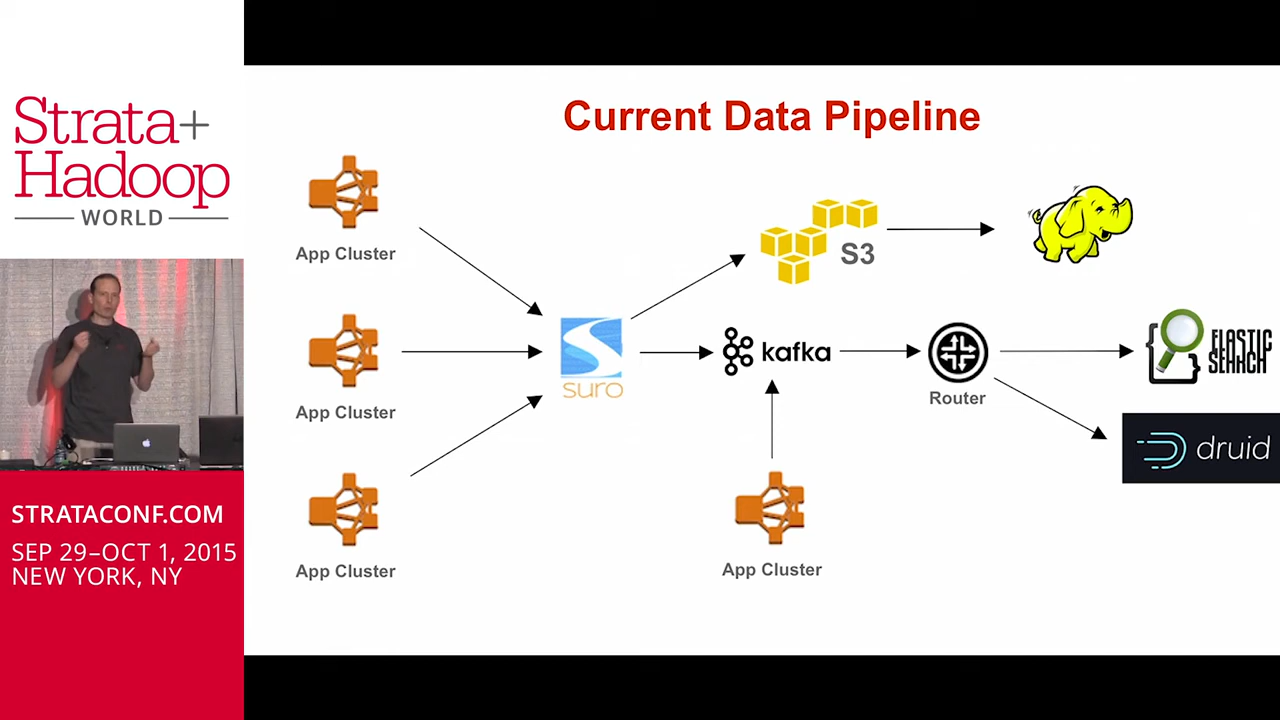 Strata+
Hadoop
WORLD
STRATACONF.COM
SEP 29–OCT 1, 2015
NEW YORK, NY
Current Data Pipeline
App Cluster
App Cluster
App Cluster
suro
S3
kafka
App Cluster
Router
ELASTIC
SEARCH
druid